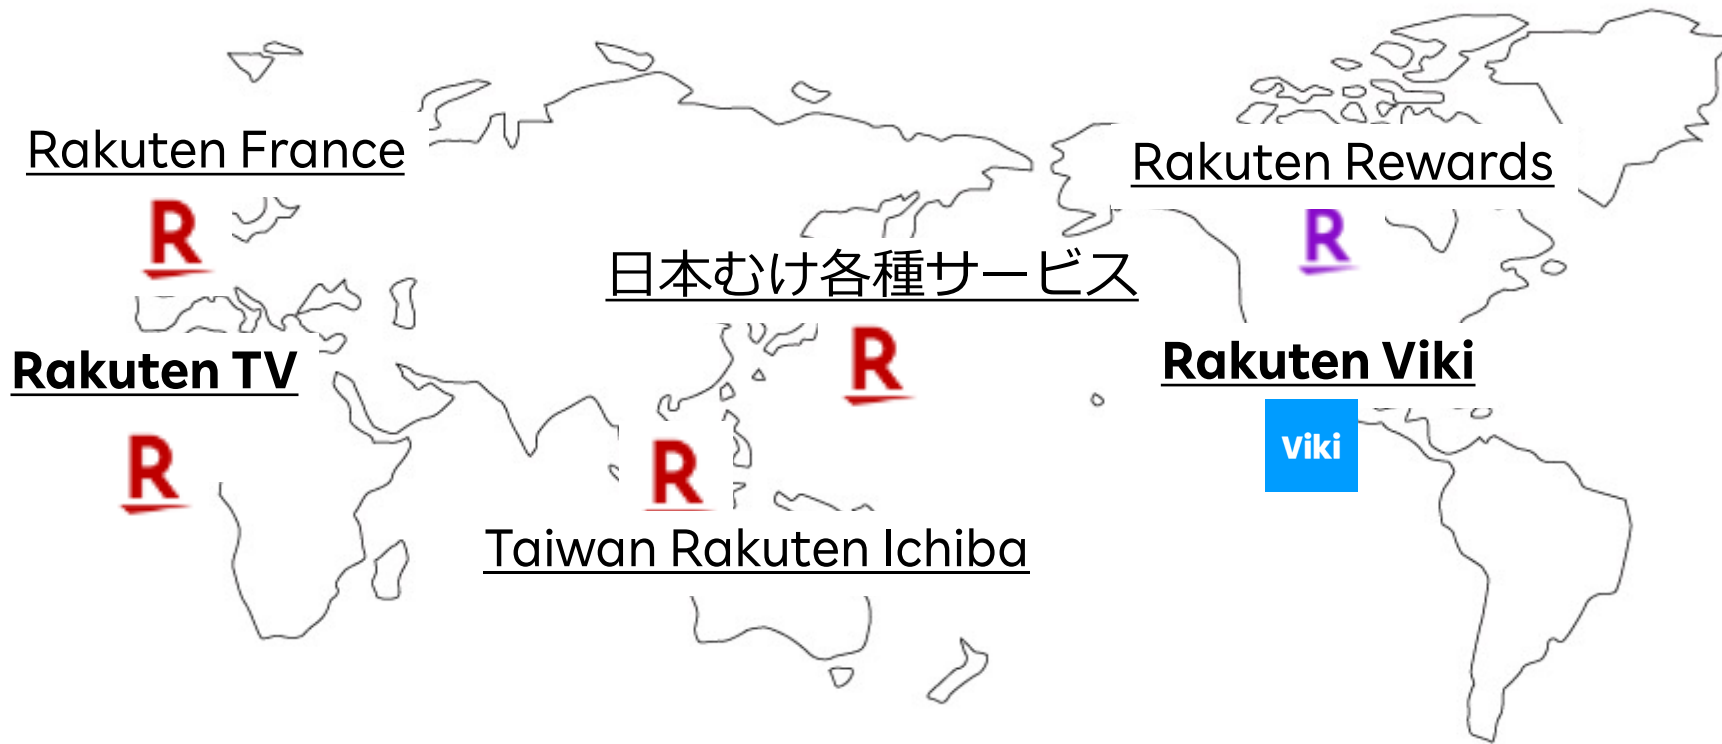 Rakuten France
R
Rakuten Rewards
R
日本むけ各種サービス
R
Rakuten TV
R
Rakuten Viki
Viki
R
Taiwan Rakuten Ichiba